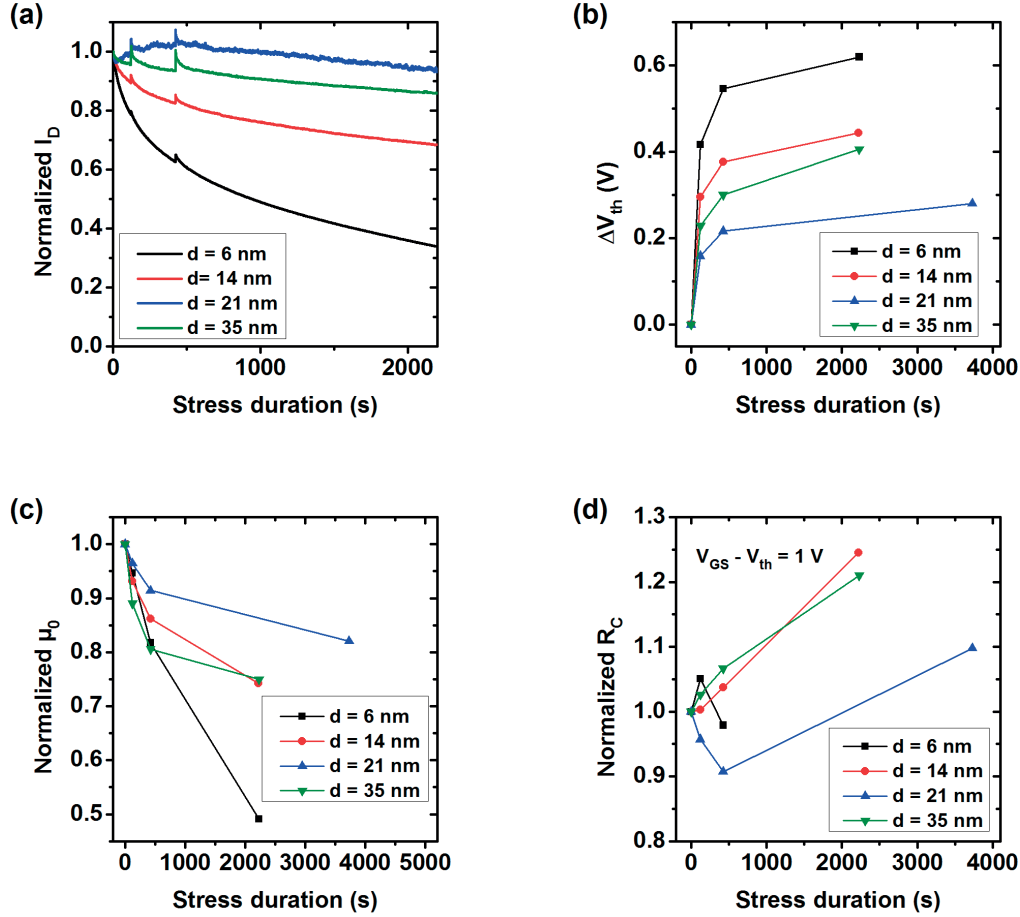 (a)
Normalized I_D
1.0
0.8
0.6
0.4
0.2
0.0
d = 6 nm
d= 14 nm
d = 21 nm
d = 35 nm
0 1000 2000
Stress duration (s)
(b)
ΔV_th (V)
0.6
0.4
0.2
0.0
d = 6 nm
d = 14 nm
d = 21 nm
d = 35 nm
0 1000 2000 3000 4000
Stress duration (s)
(c)
Normalized μ_0
1.0
0.9
0.8
0.7
0.6
0.5
d = 6 nm
d = 14 nm
d = 21 nm
d = 35 nm
0 1000 2000 3000 4000 5000
Stress duration (s)
(d)
Normalized R_C
1.3
1.2
1.1
1.0
0.9
0.8
V_GS - V_th = 1 V
d = 6 nm
d = 14 nm
d = 21 nm
d = 35 nm
0 1000 2000 3000 4000
Stress duration (s)